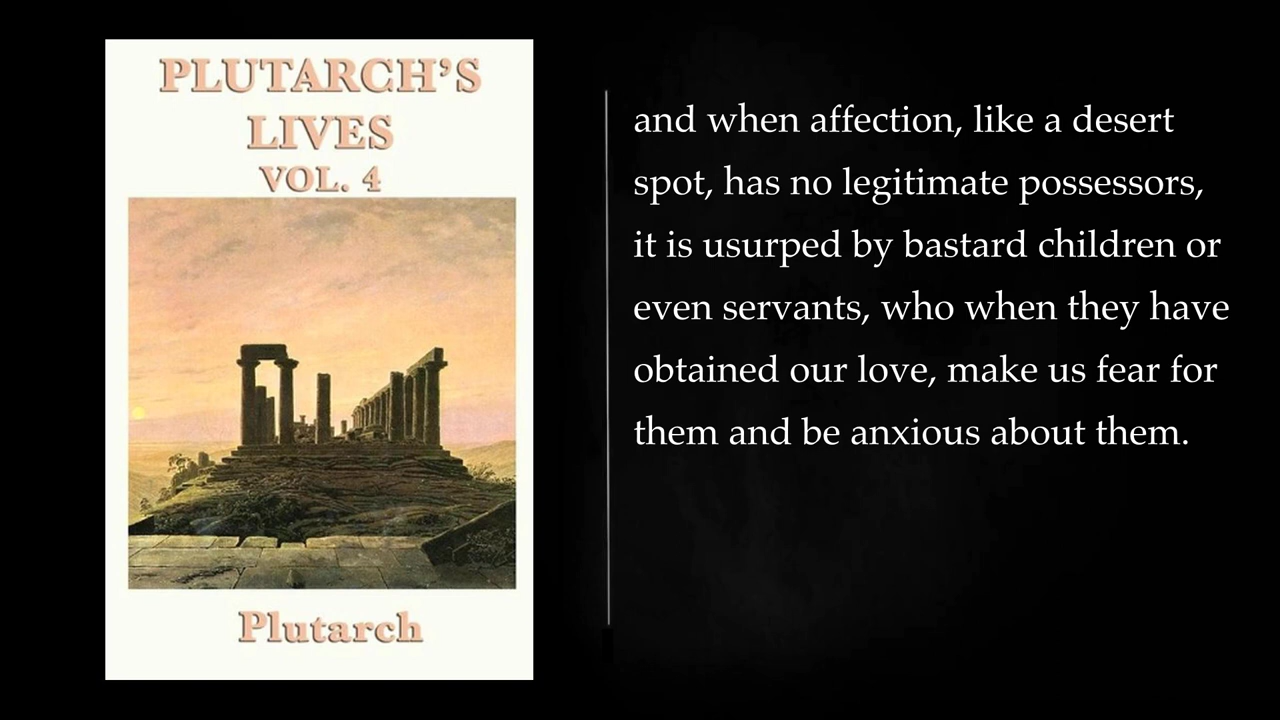 PLUTARCH'S
LIVES
VOL. 4
Plutarch
and when affection, like a desert
spot, has no legitimate possessors,
it is usurped by bastard children or
even servants, who when they have
obtained our love, make us fear for
them and be anxious about them.